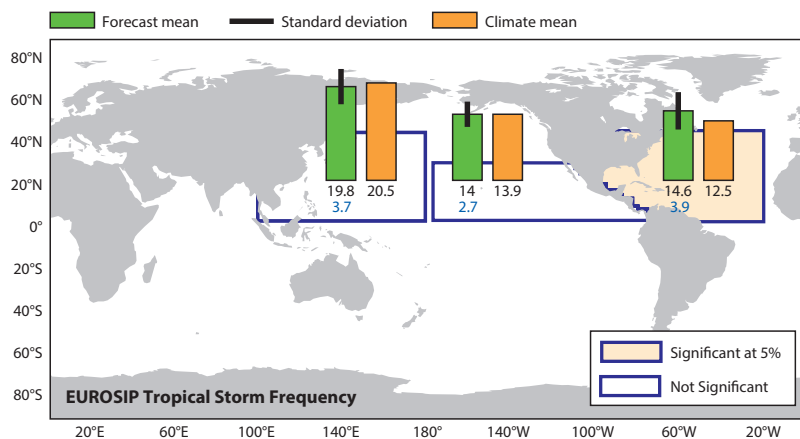 Forecast mean Standard deviation Climate mean
80°N
60°N
40°N
20°N
0°
20°S
40°S
60°S
80°S
19.8 20.5
3.7
14 13.9
2.7
14.6 12.5
3.9
Significant at 5%
Not Significant
EUROSIP Tropical Storm Frequency
20°E 60°E 100°E 140°E 180° 140°W 100°W 60°W 20°W